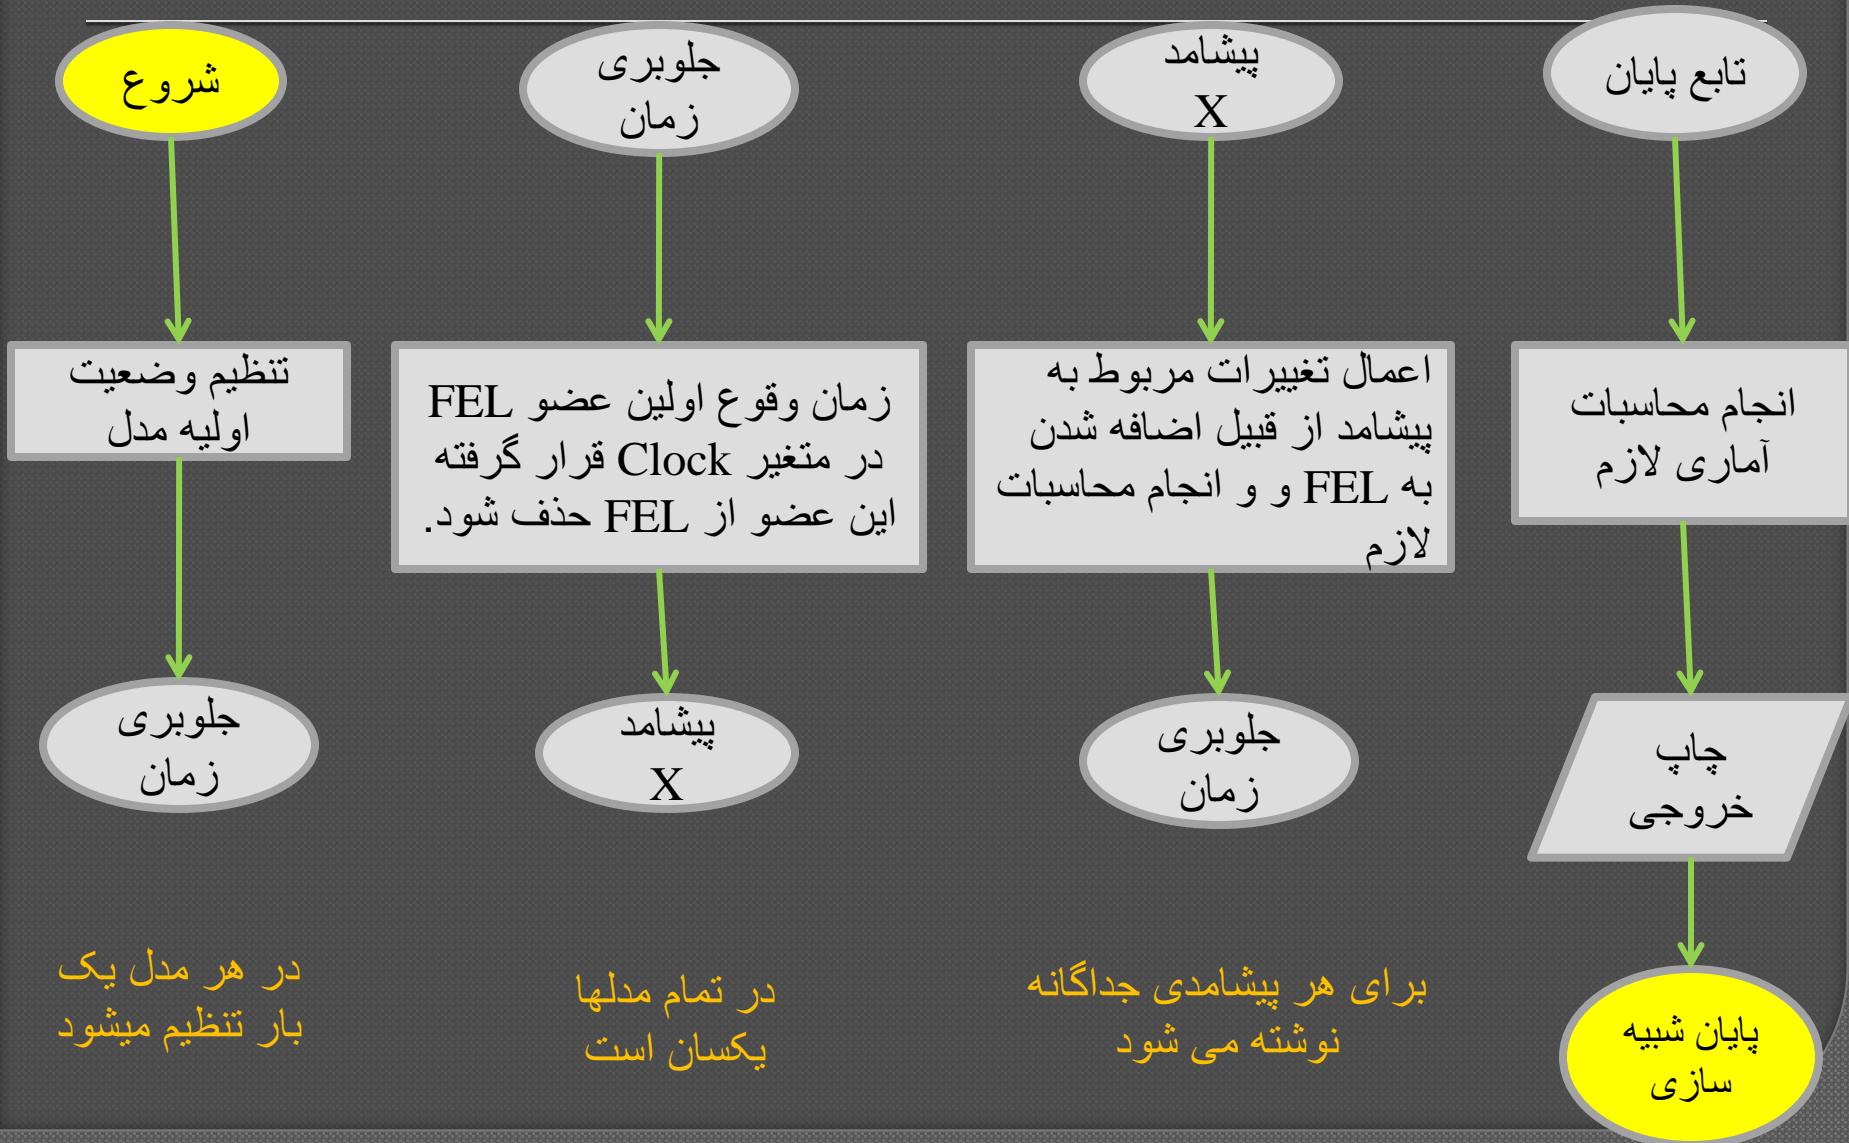 شروع
تنظیم وضعیت
اولیه مدل
جلوبری
زمان
در هر مدل یک
بار تنظیم میشود
جلوبری
زمان
زمان وقوع اولین عضو FEL
در متغیر Clock قرار گرفته
این عضو از FEL حذف شود.
پیشامد
X
در تمام مدلها
یکسان است
پیشامد
X
اعمال تغییرات مربوط به
پیشامد از قبیل اضافه شدن
به FEL و و انجام محاسبات
لازم
جلوبری
زمان
برای هر پیشامدی جداگانه
نوشته می شود
تابع پایان
انجام محاسبات
آماری لازم
چاپ
خروجی
پایان شبیه
سازی